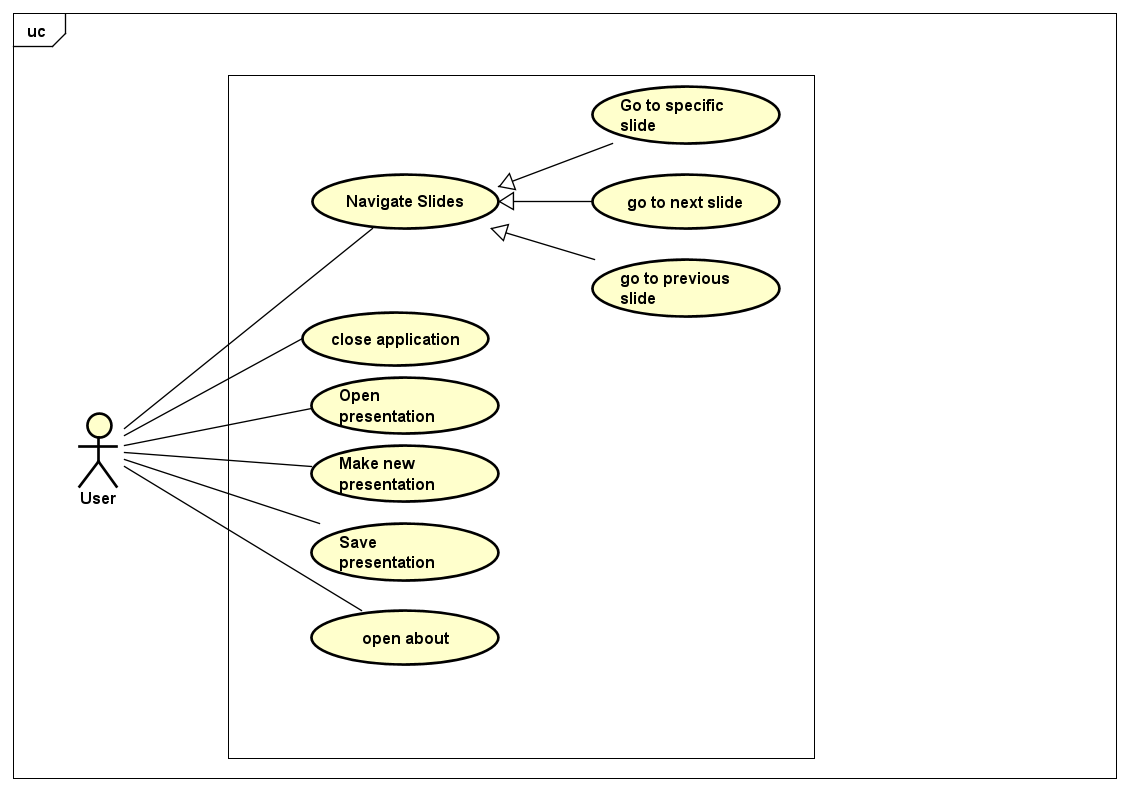 uc
Go to specific
slide
Navigate Slides
go to next slide
go to previous
slide
close application
Open
presentation
Make new
presentation
User
Save
presentation
open about